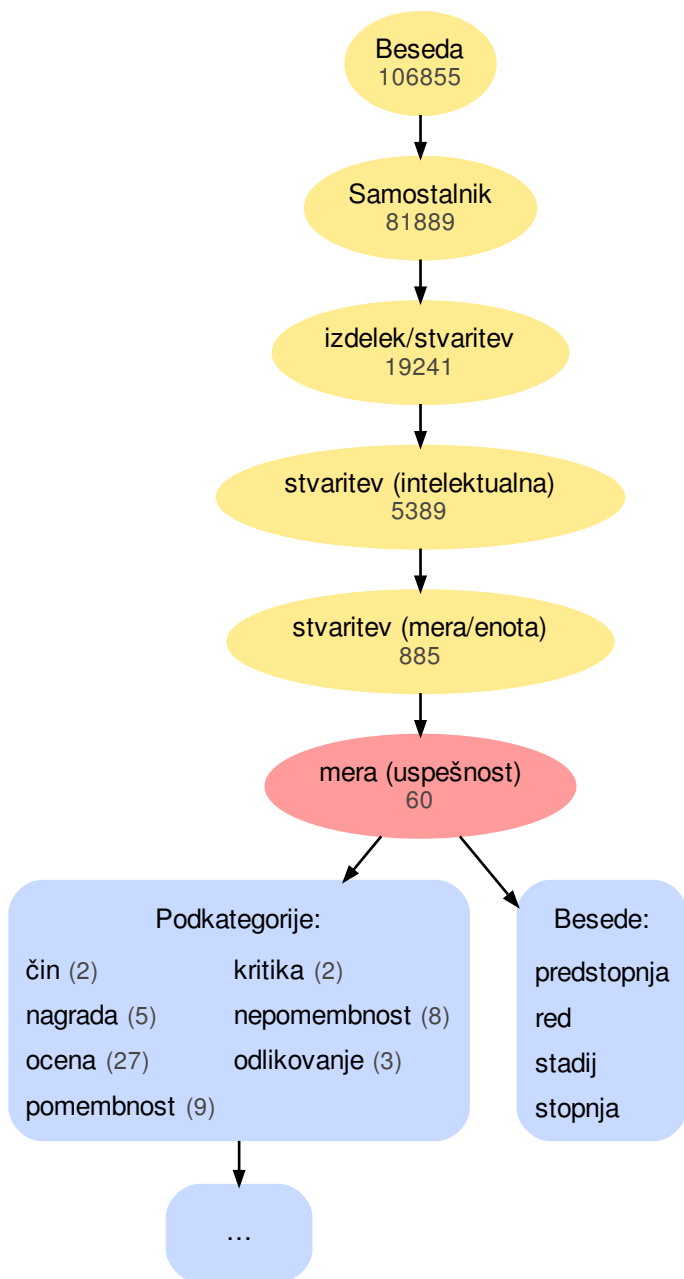 Beseda
106855
Samostalnik
81889
izdelek/stvaritev
19241
stvaritev (intelektualna)
5389
stvaritev (mera/enota)
885
mera (uspešnost)
60
Podkategorije:
čin (2) kritika (2)
nagrada (5) nepomembnost (8)
ocena (27) odlikovanje (3)
pomembnost (9)
Besede:
predstopnja
red
stadij
stopnja
...